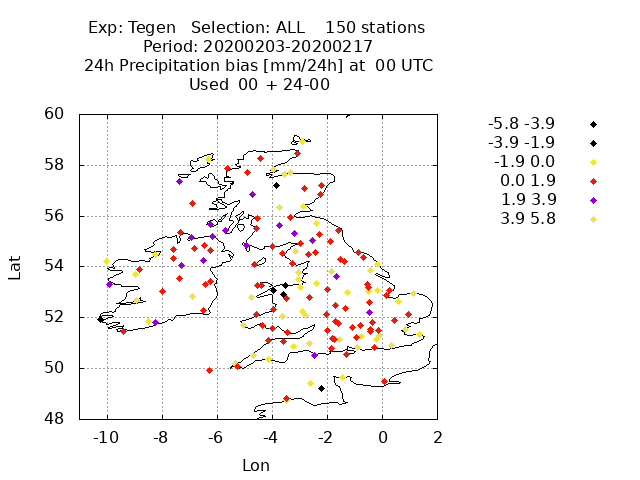 Exp: Tegen Selection: ALL 150 stations
Period: 20200203-20200217
24h Precipitation bias [mm/24h] at 00 UTC
Used 00 + 24-00
-5.8 -3.9
-3.9 -1.9
-1.9 0.0
0.0 1.9
1.9 3.9
3.9 5.8
60
58
56
54
52
50
48
Lat
-10 -8 -6 -4 -2 0 2
Lon